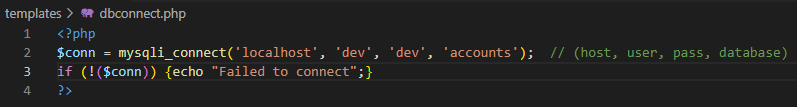 templates > dbconnect.php
1 <?php
2 $conn = mysqli_connect('localhost', 'dev', 'dev', 'accounts');  // (host, user, pass, database)
3 if (!($conn)) {echo "Failed to connect";}
4 ?>